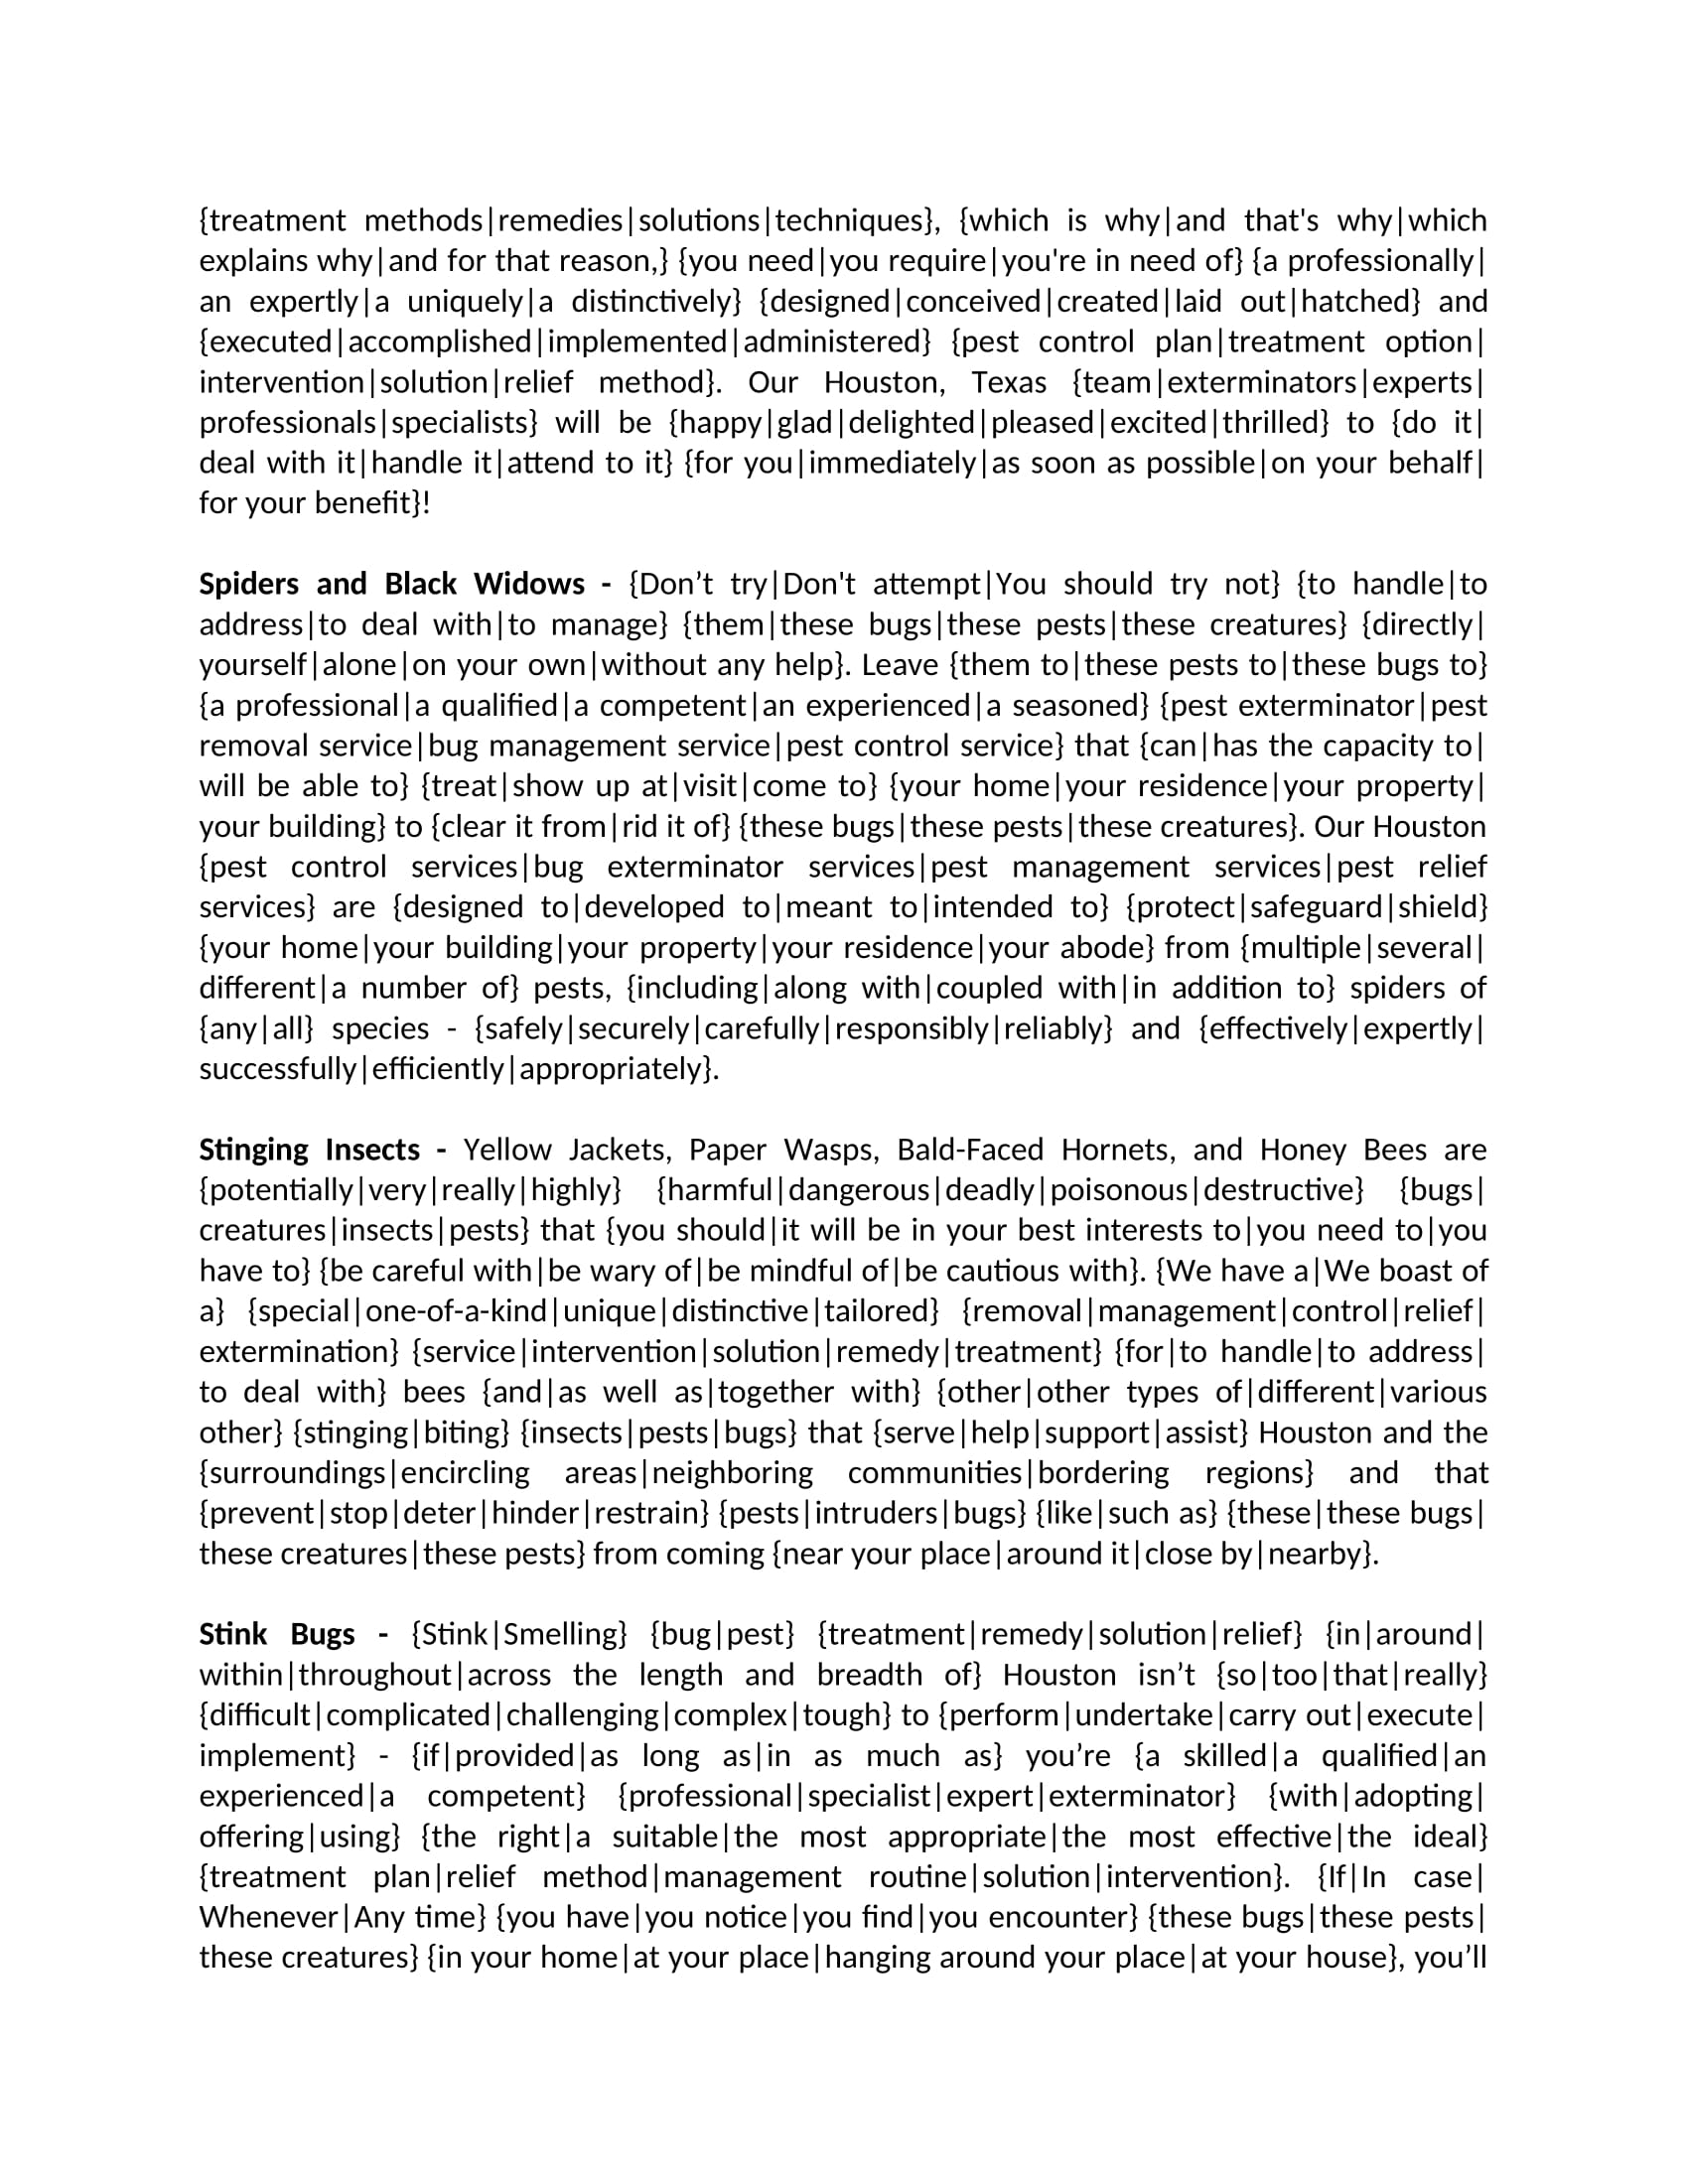 {treatment methods|remedies|solutions|techniques}, {which is why|and that's why|which
explains why|and for that reason,} {you need|you require|you're in need of} {a professionally|
an expertly|a uniquely|a distinctively} {designed|conceived|created|laid out|hatched} and
{executed|accomplished|implemented|administered} {pest control plan|treatment option|
intervention|solution|relief method}. Our Houston, Texas {team|exterminators|experts|
professionals|specialists} will be {happy|glad|delighted|pleased|excited|thrilled} to {do it|
deal with it|handle it|attend to it} {for you|immediately|as soon as possible|on your behalf|
for your benefit}!
Spiders and Black Widows - {Don’t try|Don't attempt|You should try not} {to handle|to
address|to deal with|to manage} {them|these bugs|these pests|these creatures} {directly|
yourself|alone|on your own|without any help}. Leave {them to|these pests to|these bugs to}
{a professional|a qualified|a competent|an experienced|a seasoned} {pest exterminator|pest
removal service|bug management service|pest control service} that {can|has the capacity to|
will be able to} {treat|show up at|visit|come to} {your home|your residence|your property|
your building} to {clear it from|rid it of} {these bugs|these pests|these creatures}. Our Houston
{pest control services|bug exterminator services|pest management services|pest relief
services} are {designed to|developed to|meant to|intended to} {protect|safeguard|shield}
{your home|your building|your property|your residence|your abode} from {multiple|several|
different|a number of} pests, {including|along with|coupled with|in addition to} spiders of
{any|all} species - {safely|securely|carefully|responsibly|reliably} and {effectively|expertly|
successfully|efficiently|appropriately}.
Stinging Insects - Yellow Jackets, Paper Wasps, Bald-Faced Hornets, and Honey Bees are
{potentially|very|really|highly} {harmful|dangerous|deadly|poisonous|destructive} {bugs|
creatures|insects|pests} that {you should|it will be in your best interests to|you need to|you
have to} {be careful with|be wary of|be mindful of|be cautious with}. {We have a|We boast of
a} {special|one-of-a-kind|unique|distinctive|tailored} {removal|management|control|relief|
extermination} {service|intervention|solution|remedy|treatment} {for|to handle|to address|
to deal with} bees {and|as well as|together with} {other|other types of|different|various
other} {stinging|biting} {insects|pests|bugs} that {serve|help|support|assist} Houston and the
{surroundings|encircling areas|neighboring communities|bordering regions} and that
{prevent|stop|deter|hinder|restrain} {pests|intruders|bugs} {like|such as} {these|these bugs|
these creatures|these pests} from coming {near your place|around it|close by|nearby}.
Stink Bugs - {Stink|Smelling} {bug|pest} {treatment|remedy|solution|relief} {in|around|
within|throughout|across the length and breadth of} Houston isn’t {so|too|that|really}
{difficult|complicated|challenging|complex|tough} to {perform|undertake|carry out|execute|
implement} - {if|provided|as long as|in as much as} you’re {a skilled|a qualified|an
experienced|a competent} {professional|specialist|expert|exterminator} {with|adopting|
offering|using} {the right|a suitable|the most appropriate|the most effective|the ideal}
{treatment plan|relief method|management routine|solution|intervention}. {If|In case|
Whenever|Any time} {you have|you notice|you find|you encounter} {these bugs|these pests|
these creatures} {in your home|at your place|hanging around your place|at your house}, you’ll